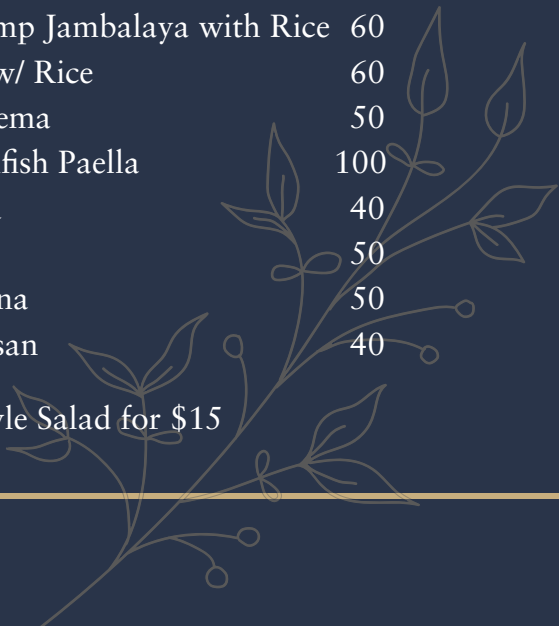 mp Jambalaya with Rice 60
w/ Rice 60
ema 50
fish Paella 100
40
50
na 50
san 40
yle Salad for $15